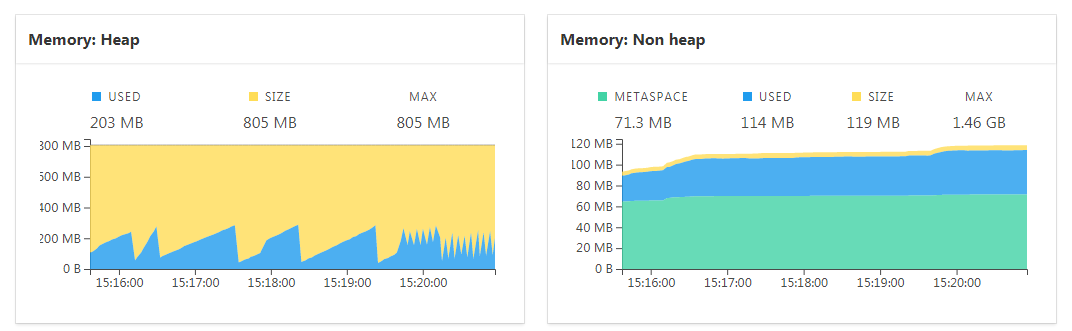 Memory: Heap
USED SIZE MAX
203 MB 805 MB 805 MB
800 MB
600 MB
400 MB
200 MB
0 B
15:16:00 15:17:00 15:18:00 15:19:00 15:20:00
Memory: Non heap
METASPACE USED SIZE MAX
71.3 MB 114 MB 119 MB 1.46 GB
120 MB
100 MB
80 MB
60 MB
40 MB
20 MB
0 B
15:16:00 15:17:00 15:18:00 15:19:00 15:20:00